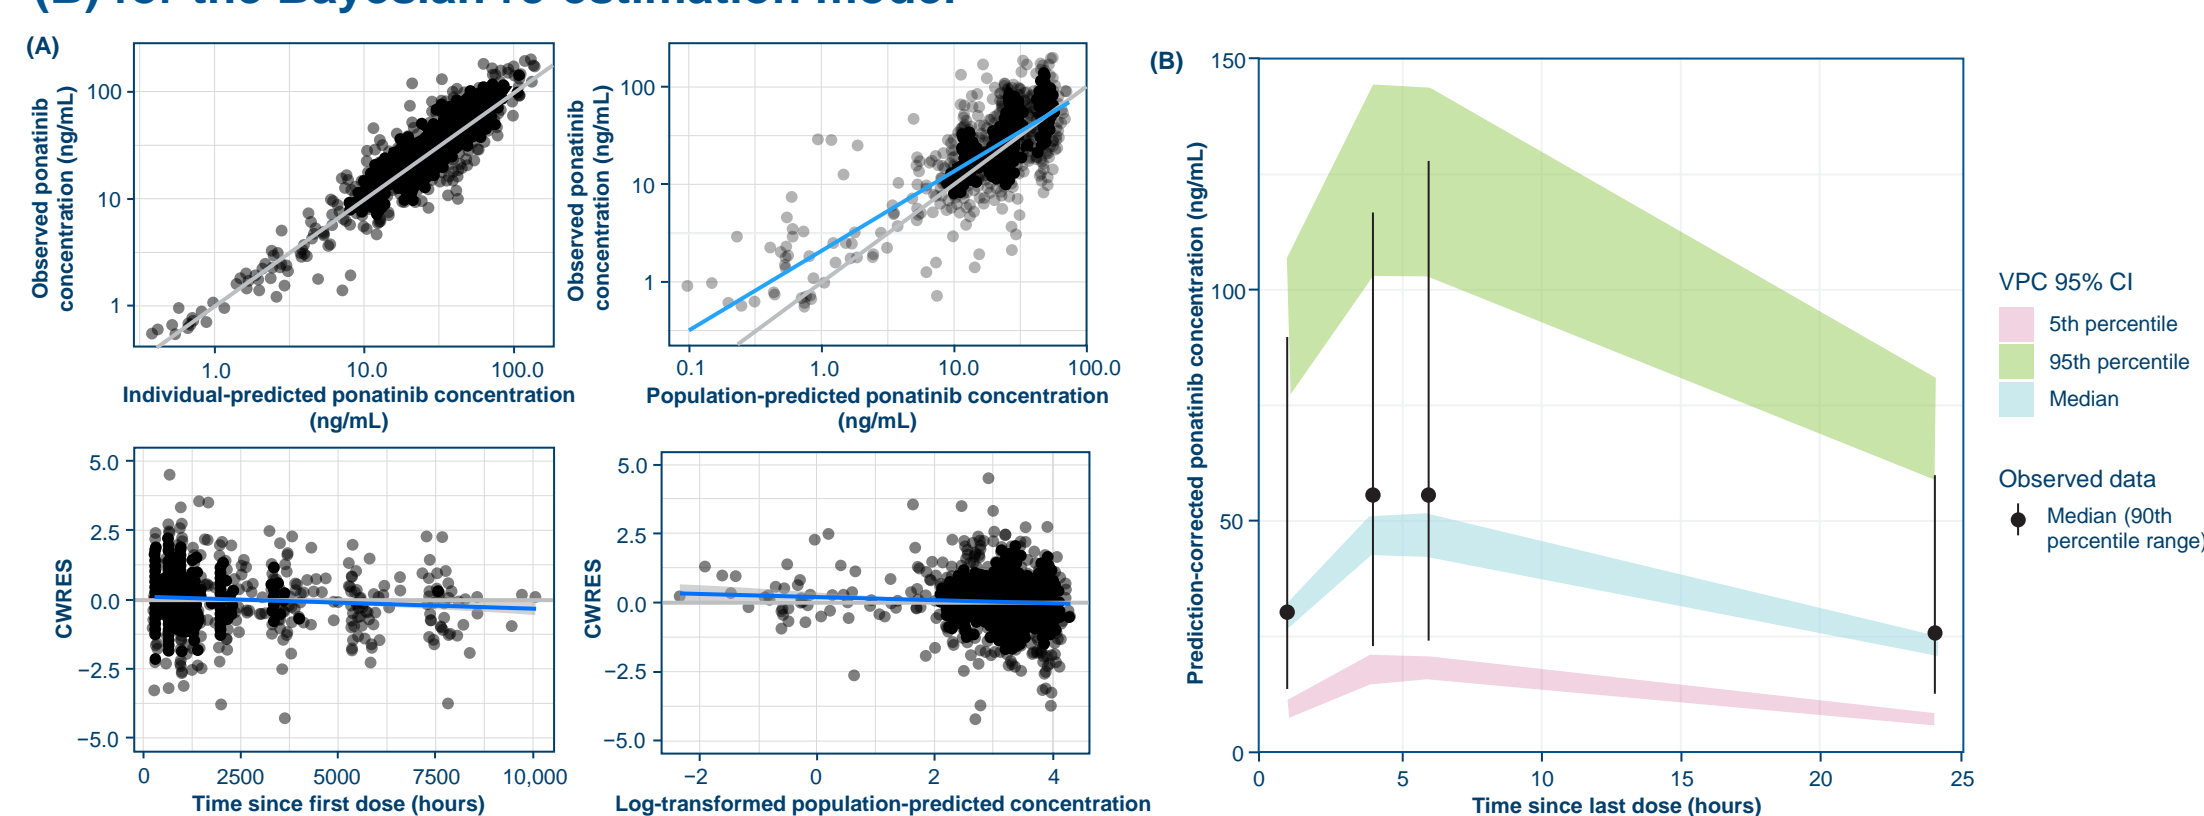 (B) for the Bayesian re-estimation model
(A)
Observed ponatinib
concentration (ng/mL)
100
10
1
1.0
10.0
100.0
Individual-predicted ponatinib concentration
(ng/mL)
Observed ponatinib
concentration (ng/mL)
100
10
1
0.1
1.0
10.0
100.0
Population-predicted ponatinib concentration
(ng/mL)
CWRES
5.0
2.5
0.0
−2.5
−5.0
0
2500
5000
7500
10,000
Time since first dose (hours)
CWRES
5.0
2.5
0.0
−2.5
−5.0
−2
0
2
4
Log-transformed population-predicted concentration
(B)
Prediction-corrected ponatinib concentration (ng/mL)
150
100
50
0
0
5
10
15
20
25
Time since last dose (hours)
VPC 95% CI
5th percentile
95th percentile
Median
Observed data
Median (90th
percentile range)